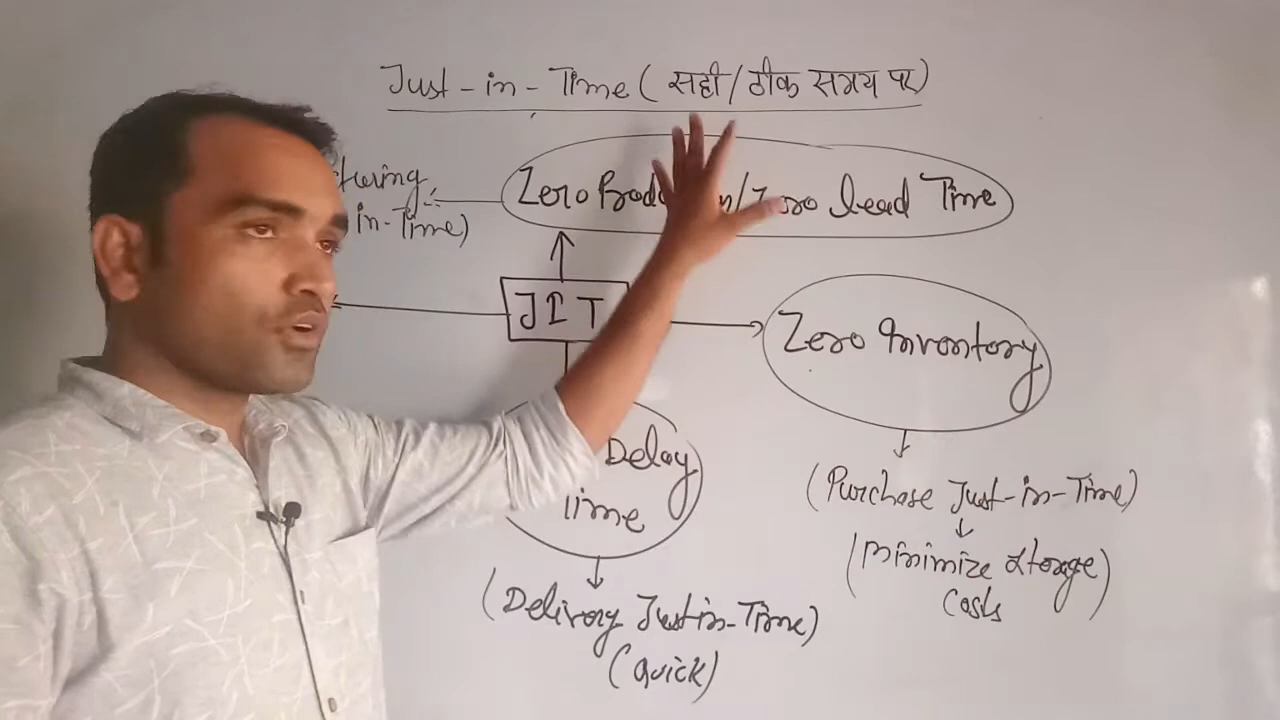 Just-in-Time (सही/ठीक समय पर)
Zero Lead Time
in-Time)
JIT
Zero Inventory
Delay
Time
(Purchase Just-in-Time)
(Minimize Storage
Costs)
(Delivery Just-in-Time)
(Quick)